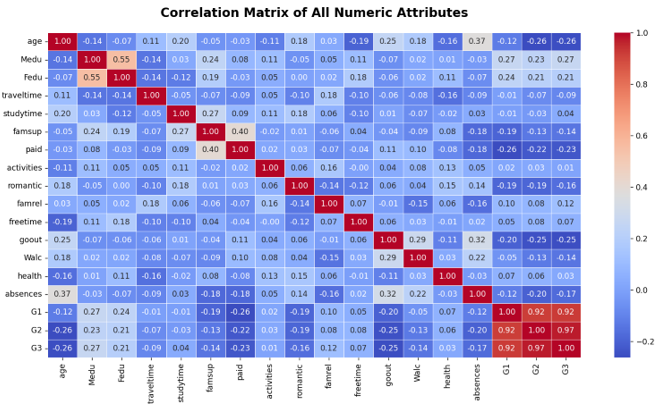 Correlation Matrix of All Numeric Attributes
age 1.00 -0.14 -0.07 0.11 0.20 -0.05 -0.03 -0.11 0.18 0.03 -0.19 0.25 0.18 -0.16 0.37 -0.12 -0.26 -0.26
Medu -0.14 1.00 0.55 -0.14 0.03 0.24 0.08 0.11 -0.05 0.05 0.11 -0.07 0.02 0.01 -0.03 0.27 0.23 0.27
Fedu -0.07 0.55 1.00 -0.14 -0.12 0.19 -0.03 0.05 0.00 0.02 0.18 -0.06 0.02 0.11 -0.07 0.24 0.21 0.21
traveltime 0.11 -0.14 -0.14 1.00 -0.05 -0.07 -0.09 0.05 -0.10 0.18 -0.10 -0.06 -0.08 -0.16 -0.09 -0.01 -0.07 -0.09
studytime 0.20 0.03 -0.12 -0.05 1.00 0.27 0.09 0.11 0.18 0.06 -0.10 0.01 -0.07 -0.02 0.03 -0.01 -0.03 0.04
famsup -0.05 0.24 0.19 -0.07 0.27 1.00 0.40 -0.02 0.01 -0.06 0.04 -0.04 -0.09 0.08 -0.18 -0.19 -0.13 -0.14
paid -0.03 0.08 -0.03 -0.09 0.09 0.40 1.00 0.02 0.03 -0.07 -0.04 0.11 0.10 -0.08 -0.18 -0.26 -0.22 -0.23
activities -0.11 0.11 0.05 0.05 0.11 -0.02 0.02 1.00 0.06 0.16 -0.00 0.04 0.08 0.13 0.05 0.02 0.03 0.01
romantic 0.18 -0.05 0.00 -0.10 0.18 0.01 0.03 0.06 1.00 -0.14 -0.12 0.06 0.04 0.15 0.14 -0.19 -0.19 -0.16
famrel 0.03 0.05 0.02 0.18 0.06 -0.06 -0.07 0.16 -0.14 1.00 0.07 -0.01 -0.15 0.06 -0.16 0.10 0.08 0.12
freetime -0.19 0.11 0.18 -0.10 -0.10 0.04 -0.04 -0.00 -0.12 0.07 1.00 0.06 0.03 -0.01 -0.02 0.05 0.08 0.07
goout 0.25 -0.07 -0.06 -0.06 0.01 -0.04 0.11 0.04 0.06 -0.01 0.06 1.00 0.29 -0.11 0.32 -0.20 -0.25 -0.25
Walc 0.18 0.02 0.02 -0.08 -0.07 -0.09 0.10 0.08 0.04 -0.15 0.03 0.29 1.00 0.03 0.22 -0.05 -0.13 -0.14
health -0.16 0.01 0.11 -0.16 -0.02 0.08 -0.08 0.13 0.15 0.06 -0.01 -0.11 0.03 1.00 -0.03 0.07 0.06 0.03
absences 0.37 -0.03 -0.07 -0.09 0.03 -0.18 -0.18 0.05 0.14 -0.16 -0.02 0.32 0.22 -0.03 1.00 -0.12 -0.20 -0.17
G1 -0.12 0.27 0.24 -0.01 -0.01 -0.19 -0.26 0.02 -0.19 0.10 0.05 -0.20 -0.05 0.07 -0.12 1.00 0.92 0.92
G2 -0.26 0.23 0.21 -0.07 -0.03 -0.13 -0.22 0.03 -0.19 0.08 0.08 -0.25 -0.13 0.06 -0.20 0.92 1.00 0.97
G3 -0.26 0.27 0.21 -0.09 0.04 -0.14 -0.23 0.01 -0.16 0.12 0.07 -0.25 -0.14 0.03 -0.17 0.92 0.97 1.00
age Medu Fedu traveltime studytime famsup paid activities romantic famrel freetime goout Walc health absences G1 G2 G3
1.0
0.8
0.6
0.4
0.2
0.0
−0.2